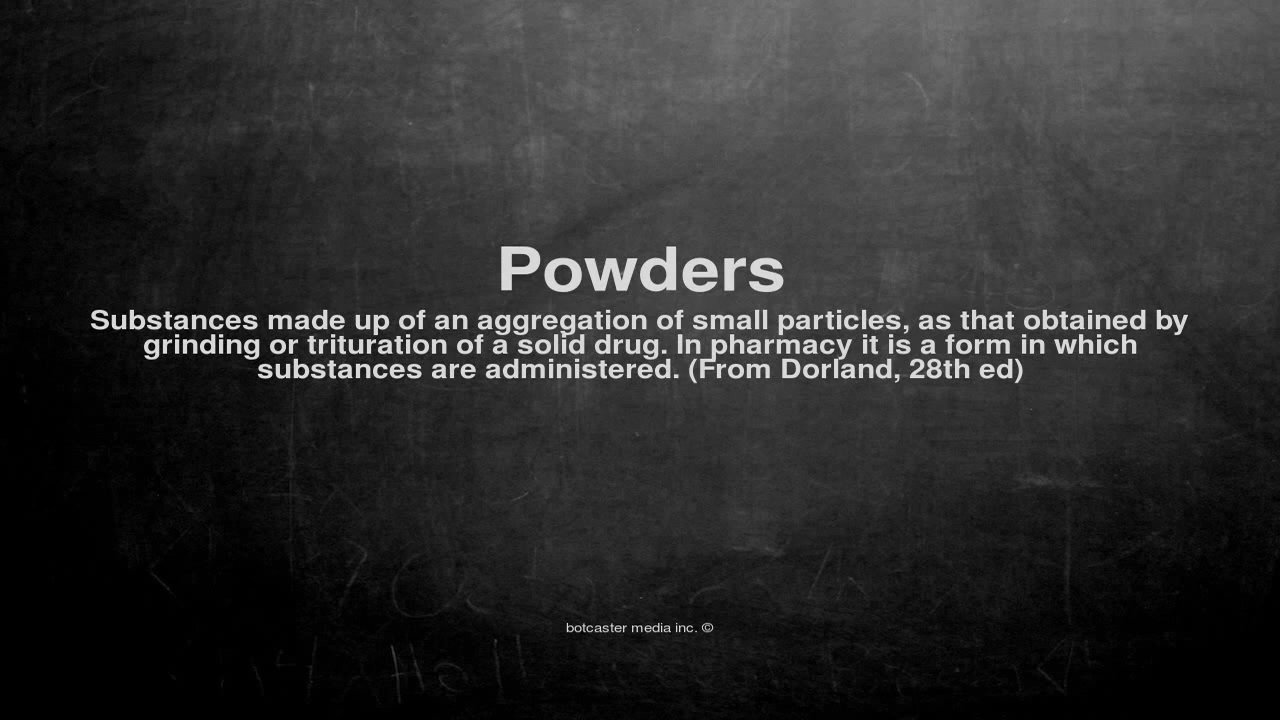 Powders
Substances made up of an aggregation of small particles, as that obtained by
grinding or trituration of a solid drug. In pharmacy it is a form in which
substances are administered. (From Dorland, 28th ed)
botcaster media inc. ©